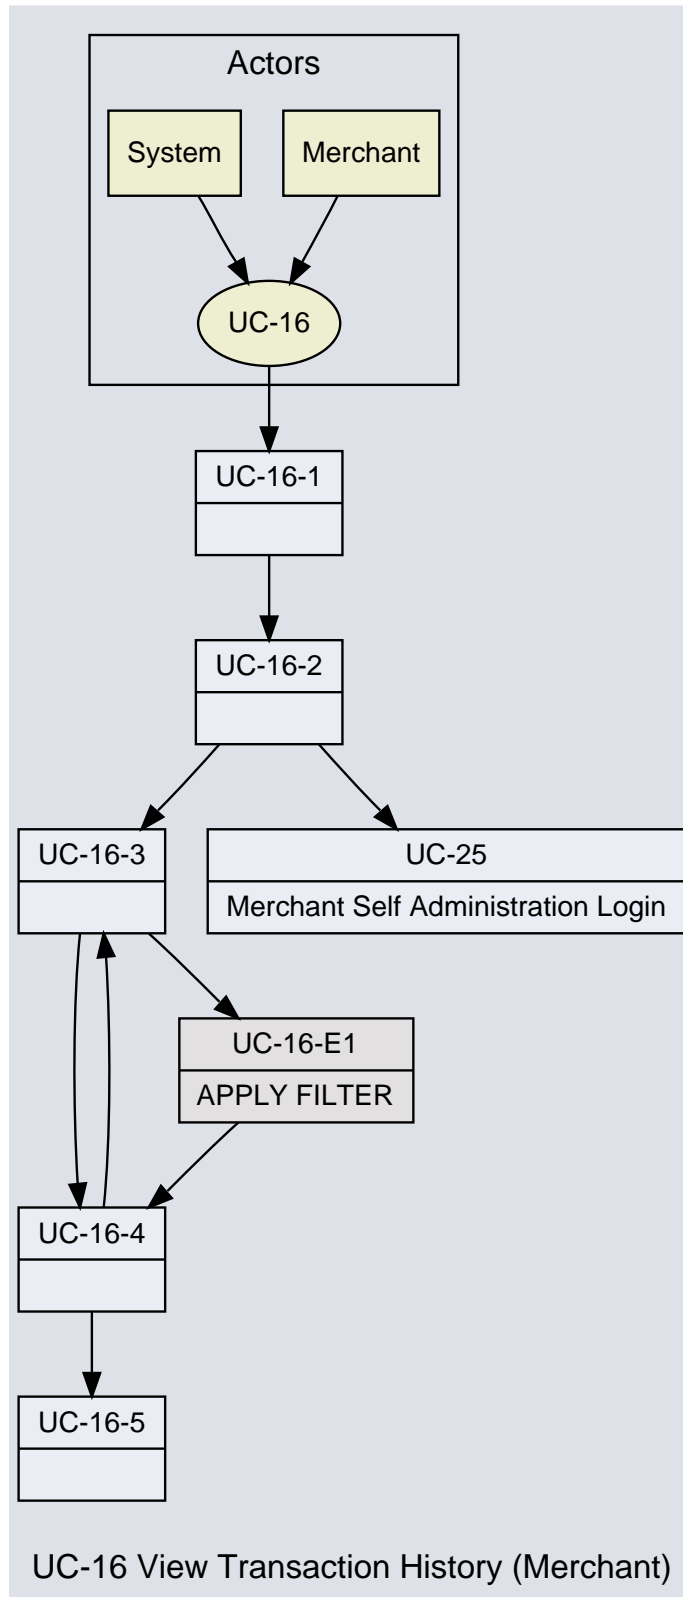 Actors
System
Merchant
UC-16
UC-16-1
UC-16-2
UC-16-3
UC-25
Merchant Self Administration Login
UC-16-E1
APPLY FILTER
UC-16-4
UC-16-5
UC-16 View Transaction History (Merchant)